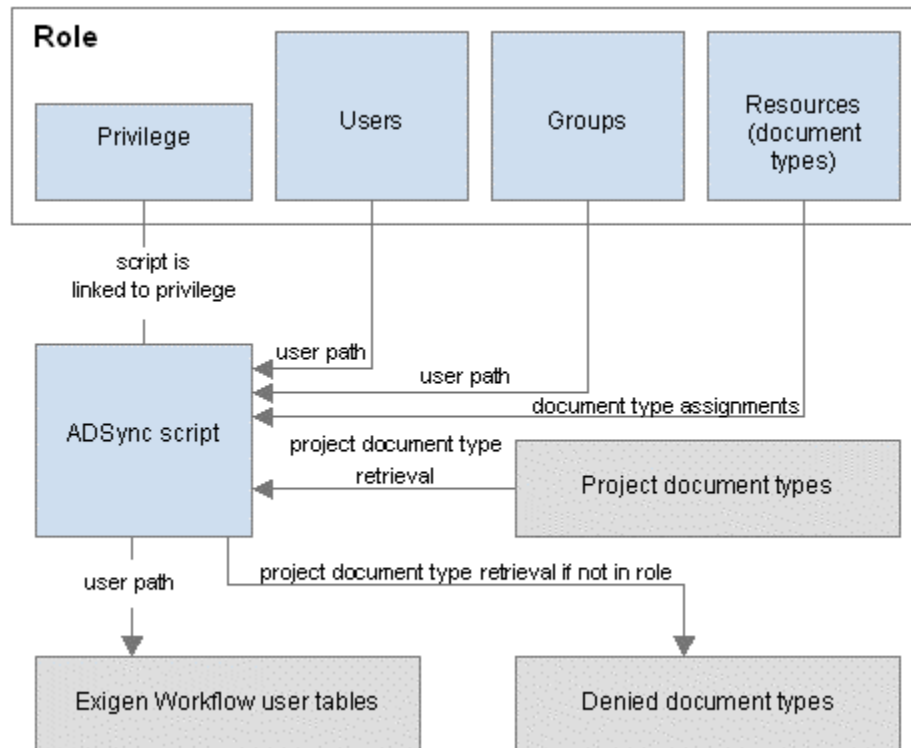 Role
Privilege
Users
Groups
Resources
(document
types)
script is
linked to privilege
user path
user path
document type assignments
ADSync script
project document type
retrieval
Project document types
user path
project document type retrieval if not in role
Exigen Workflow user tables
Denied document types